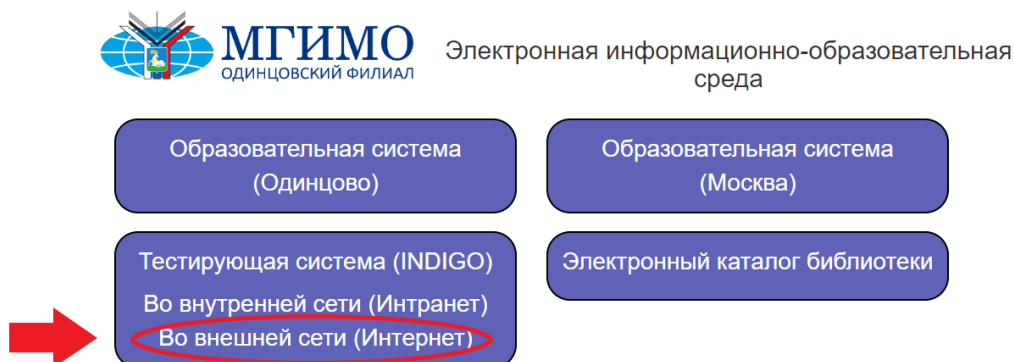 МГИМО
ОДИНЦОВСКИЙ ФИЛИАЛ
Электронная информационно-образовательная
среда
Образовательная система
(Одинцово)
Образовательная система
(Москва)
Тестирующая система (INDIGO)
Во внутренней сети (Интранет)
Во внешней сети (Интернет)
Электронный каталог библиотеки